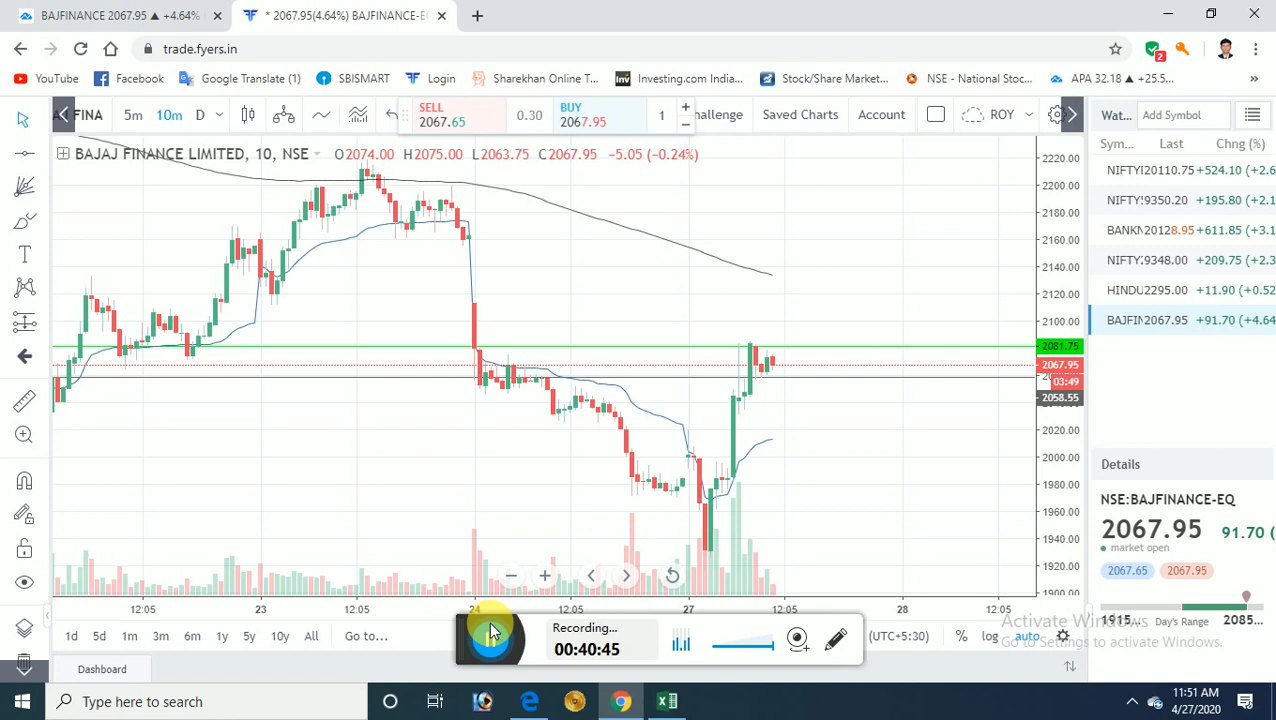 BAJFINANCE 2067.95 ▲ +4.64%
* 2067.95(4.64%) BAJFINANCE-EQ
trade.fyers.in
2
YouTube
Facebook
Google Translate (1)
SBISMART
Login
Sharekhan Online T...
Investing.com India...
Stock/Share Market...
NSE - National Stoc...
APA 32.18 ▲ +25.5...
»
FINA
5m
10m
D
SELL
2067.65
0.30
BUY
2067.95
1
hallenge
Saved Charts
Account
ROY
Wat...
Add Symbol
BAJAJ FINANCE LIMITED, 10, NSE
O2074.00 H2075.00 L2063.75 C2067.95 −5.05 (−0.24%)
Sym... Last Chng (%)
NIFTY 20110.75 +524.10 (+2.6
NIFTY 9350.20 +195.80 (+2.1
BANKN 20128.95 +611.85 (+3.1
NIFTY 9348.00 +209.75 (+2.3
HINDU 2295.00 +11.90 (+0.52
BAJFIN 2067.95 +91.70 (+4.64
2220.00
2200.00
2180.00
2160.00
2140.00
2120.00
2100.00
2081.75
2067.95
03:49
2058.55
2020.00
2000.00
1980.00
1960.00
1940.00
1920.00
1900.00
Details
NSE:BAJFINANCE-EQ
2067.95 91.70 (
market open
2067.65 2067.95
1915... Day's Range 2085...
12:05 23 12:05 24 12:05 27 12:05 28 12:05
Recording...
00:40:45
1d 5d 1m 3m 6m 1y 5y 10y All Go to...
(UTC+5:30) % log auto
Activate Windows
Go to Settings to activate Windows.
Dashboard
Type here to search
11:51 AM
4/27/2020